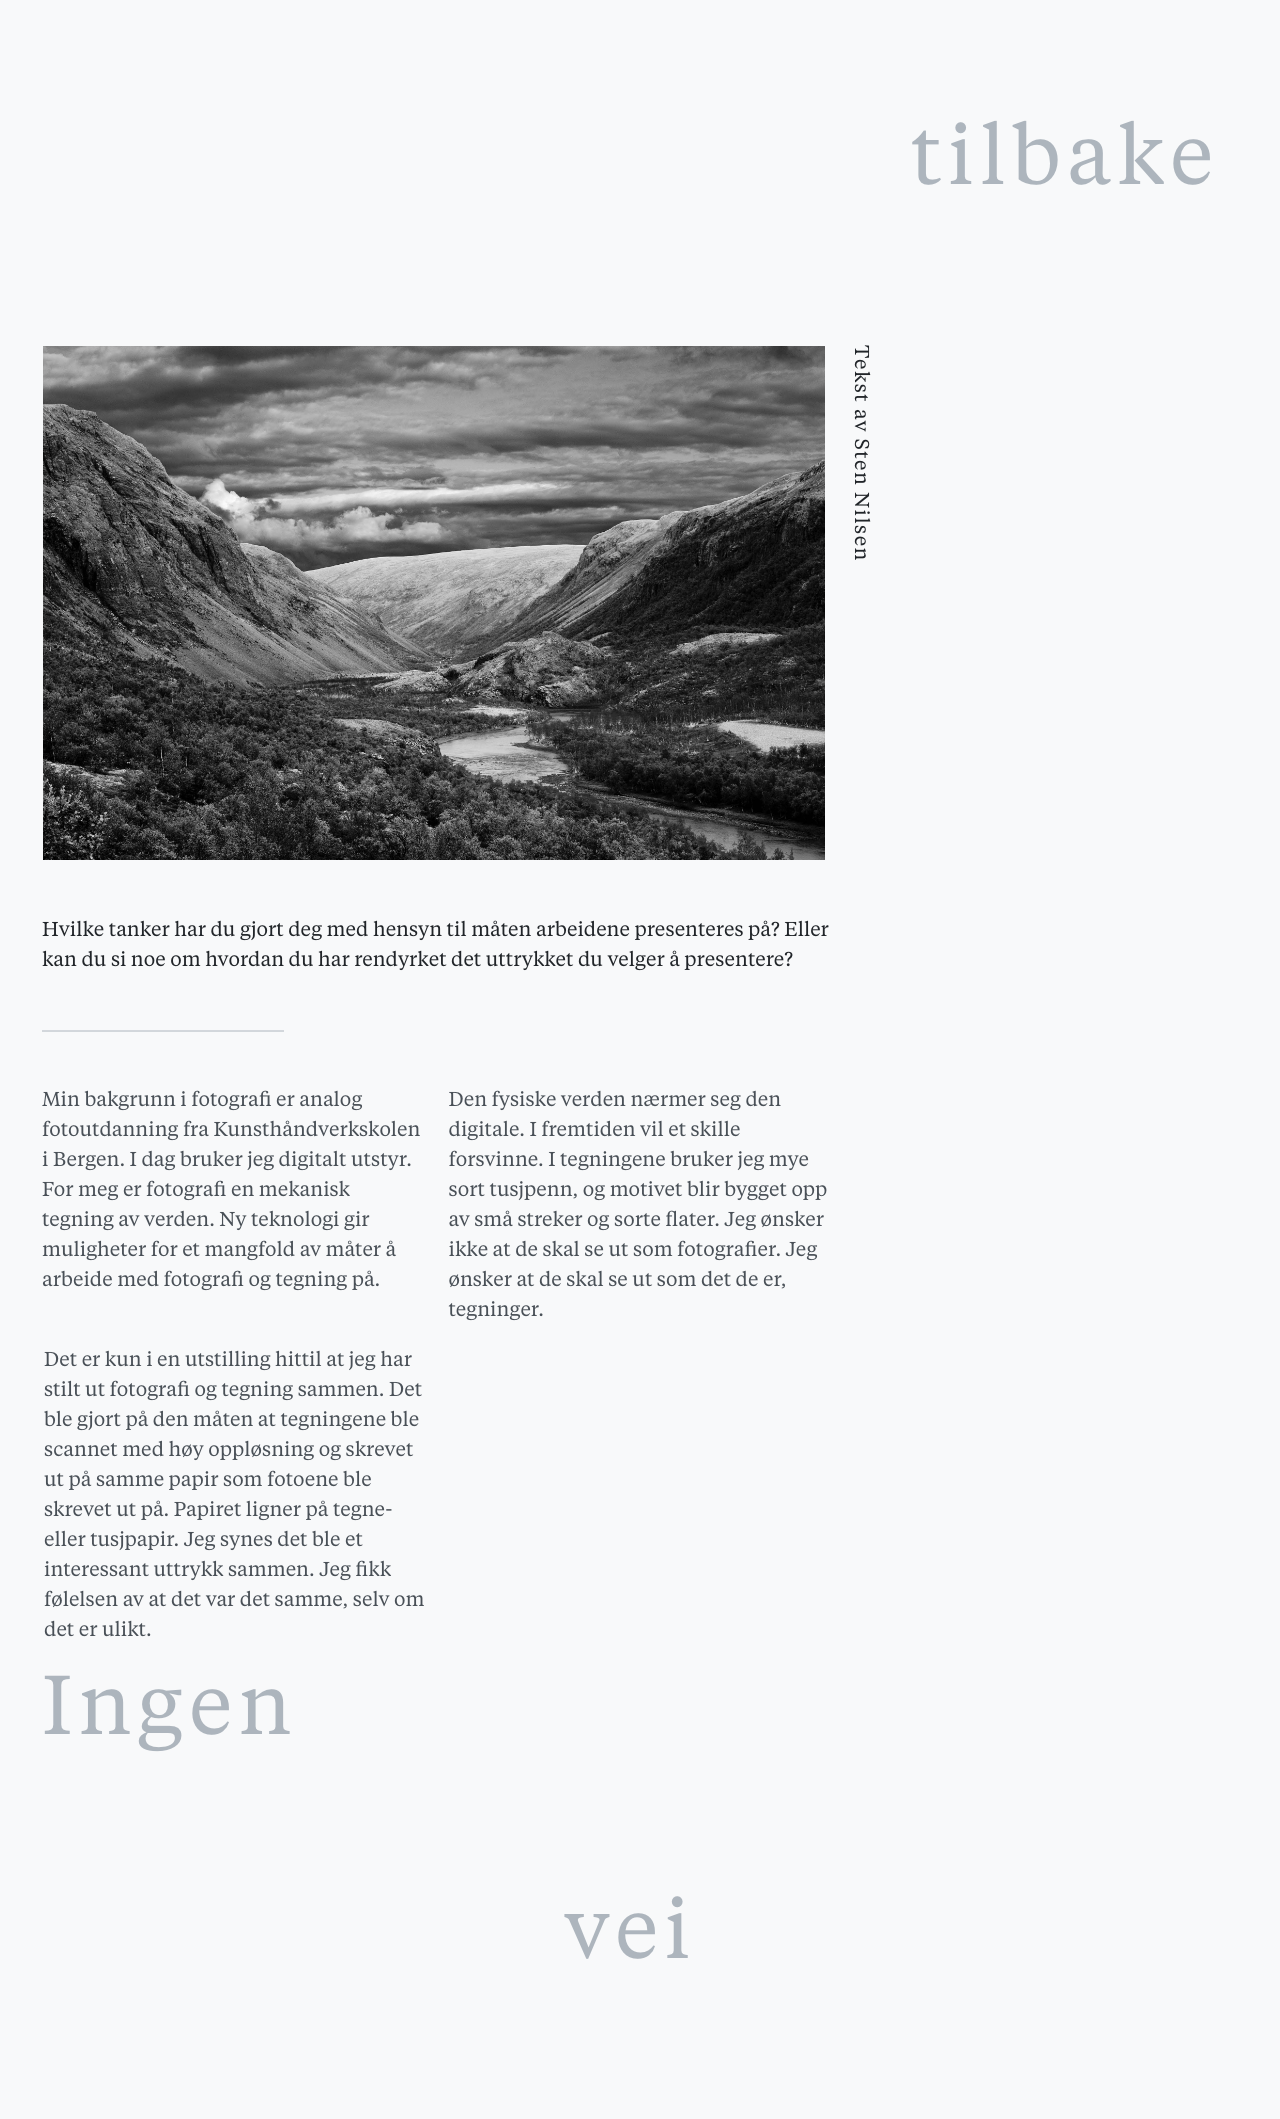 tilbake
Tekst av Sten Nilsen
Hvilke tanker har du gjort deg med hensyn til måten arbeidene presenteres på? Eller
kan du si noe om hvordan du har rendyrket det uttrykket du velger å presentere?
Min bakgrunn i fotografi er analog
fotoutdanning fra Kunsthåndverkskolen
i Bergen. I dag bruker jeg digitalt utstyr.
For meg er fotografi en mekanisk
tegning av verden. Ny teknologi gir
muligheter for et mangfold av måter å
arbeide med fotografi og tegning på.
Det er kun i en utstilling hittil at jeg har
stilt ut fotografi og tegning sammen. Det
ble gjort på den måten at tegningene ble
scannet med høy oppløsning og skrevet
ut på samme papir som fotoene ble
skrevet ut på. Papiret ligner på tegne-
eller tusjpapir. Jeg synes det ble et
interessant uttrykk sammen. Jeg fikk
følelsen av at det var det samme, selv om
det er ulikt.
Den fysiske verden nærmer seg den
digitale. I fremtiden vil et skille
forsvinne. I tegningene bruker jeg mye
sort tusjpenn, og motivet blir bygget opp
av små streker og sorte flater. Jeg ønsker
ikke at de skal se ut som fotografier. Jeg
ønsker at de skal se ut som det de er,
tegninger.
Ingen
vei